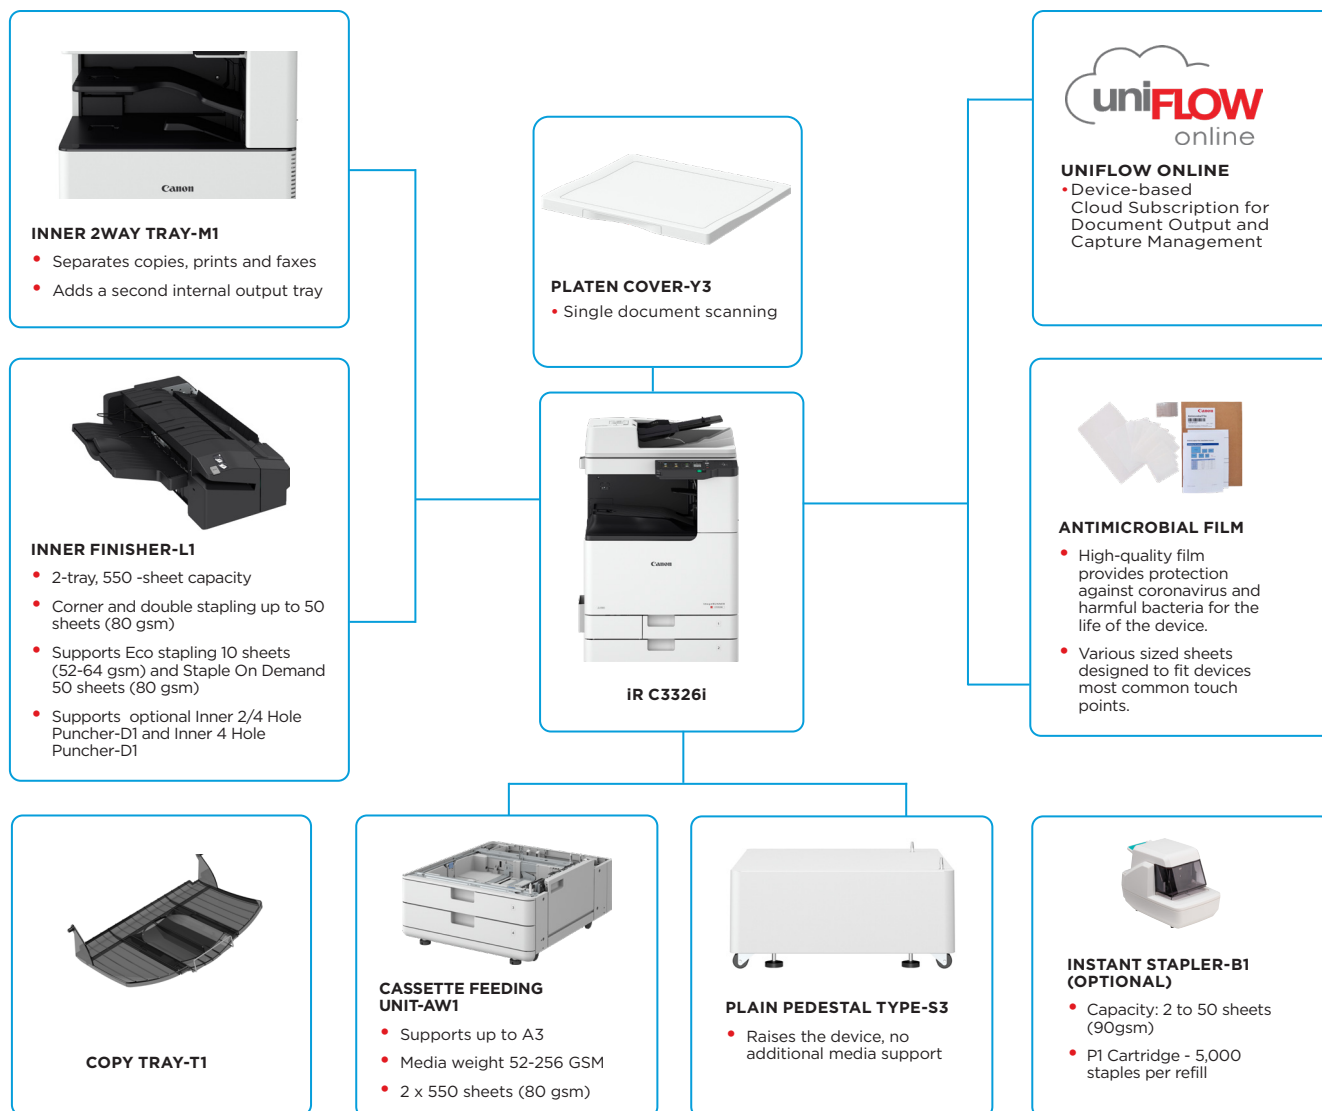 Canon
INNER 2WAY TRAY-M1
• Separates copies, prints and faxes
• Adds a second internal output tray
PLATEN COVER-Y3
• Single document scanning
uniFLOW
online
UNIFLOW ONLINE
• Device-based
Cloud Subscription for
Document Output and
Capture Management
INNER FINISHER-L1
• 2-tray, 550 -sheet capacity
• Corner and double stapling up to 50
sheets (80 gsm)
• Supports Eco stapling 10 sheets
(52-64 gsm) and Staple On Demand
50 sheets (80 gsm)
• Supports  optional Inner 2/4 Hole
Puncher-D1 and Inner 4 Hole
Puncher-D1
Canon
iR C3326i
Canon
ANTIMICROBIAL FILM
• High-quality film
provides protection
against coronavirus and
harmful bacteria for the
life of the device.
• Various sized sheets
designed to fit devices
most common touch
points.
COPY TRAY-T1
CASSETTE FEEDING
UNIT-AW1
• Supports up to A3
• Media weight 52-256 GSM
• 2 x 550 sheets (80 gsm)
PLAIN PEDESTAL TYPE-S3
• Raises the device, no
additional media support
INSTANT STAPLER-B1
(OPTIONAL)
• Capacity: 2 to 50 sheets
(90gsm)
• P1 Cartridge - 5,000
staples per refill